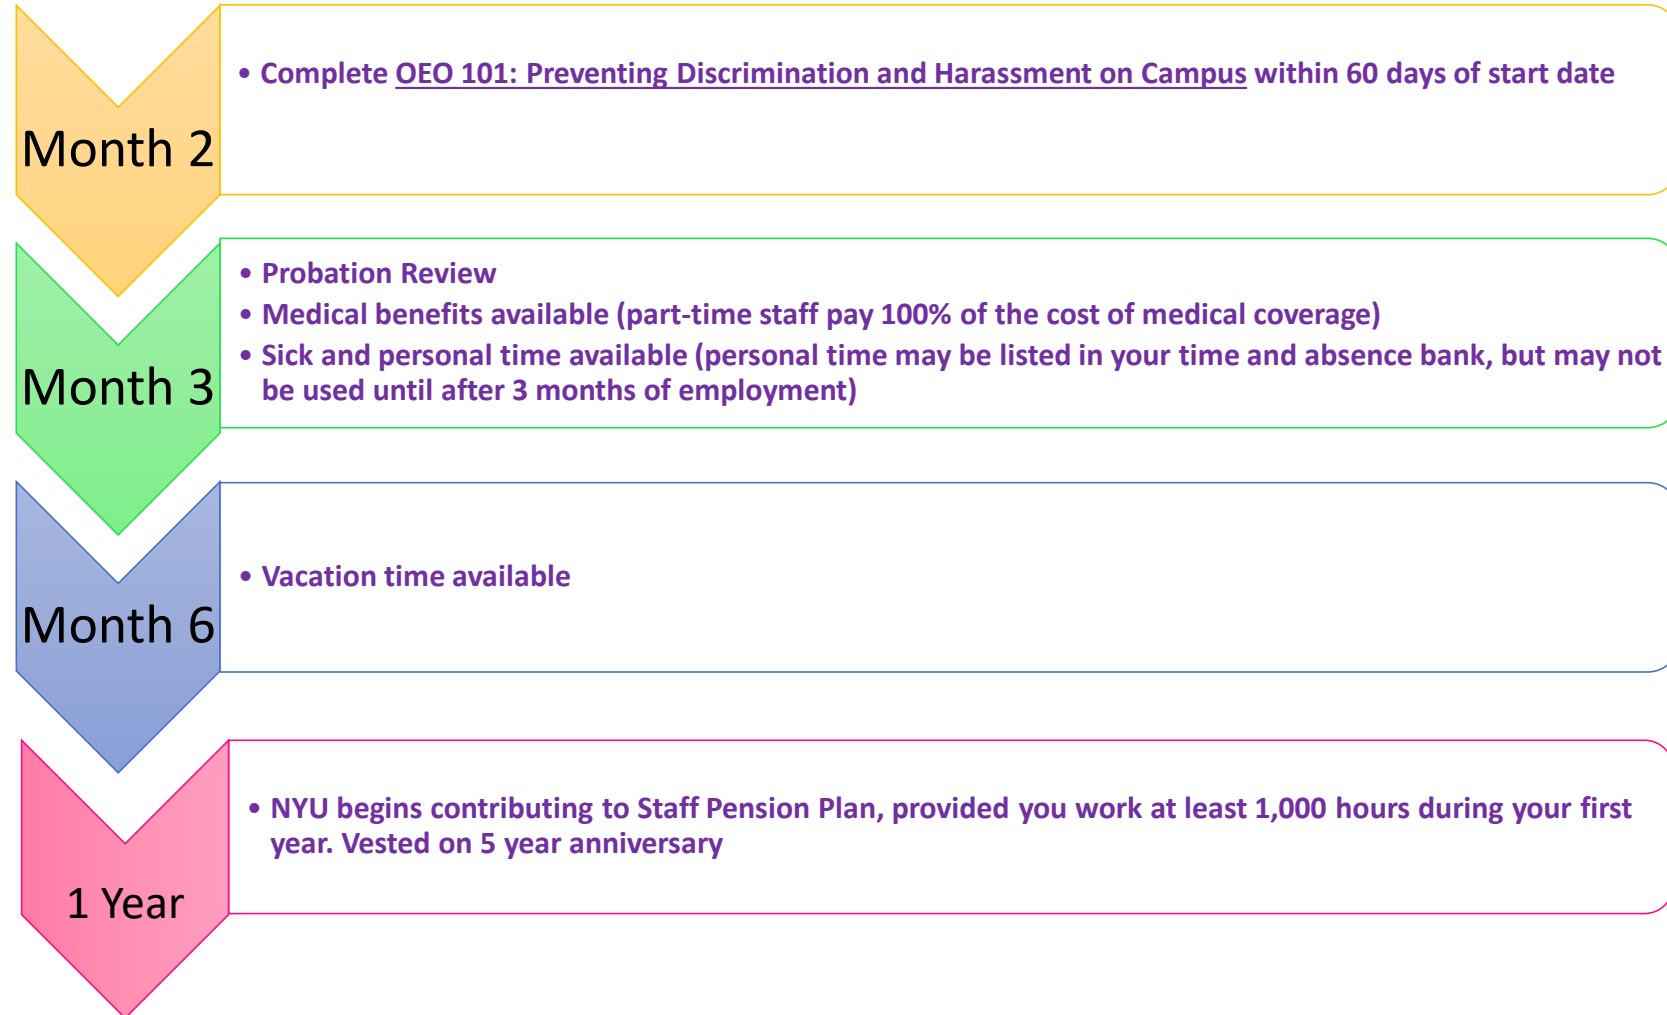 Month 2
• Complete OEO 101: Preventing Discrimination and Harassment on Campus within 60 days of start date
Month 3
• Probation Review
• Medical benefits available (part-time staff pay 100% of the cost of medical coverage)
• Sick and personal time available (personal time may be listed in your time and absence bank, but may not
be used until after 3 months of employment)
Month 6
• Vacation time available
1 Year
• NYU begins contributing to Staff Pension Plan, provided you work at least 1,000 hours during your first
year. Vested on 5 year anniversary